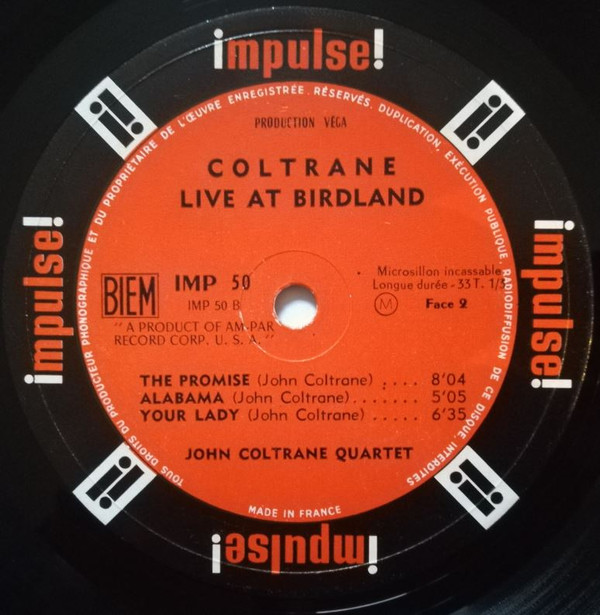 impulse!
TOUS DROITS DU PRODUCTEUR PHONOGRAPHIQUE ET DU PROPRIÉTAIRE DE L'ŒUVRE ENREGISTRÉE. RÉSERVÉS, DUPLICATION, EXÉCUTION PUBLIQUE, RADIODIFFUSION DE CE DISQUE, INTERDITES
PRODUCTION VÉGA
COLTRANE
LIVE AT BIRDLAND
BIEM
IMP 50
IMP 50 B
"A PRODUCT OF AM-PAR
RECORD CORP. U. S. A."
Microsillon incassable
Longue durée - 33 T. 1/3
M Face 2
THE PROMISE (John Coltrane) .... 8'04
ALABAMA (John Coltrane) ....... 5'05
YOUR LADY (John Coltrane) ..... 6'35
JOHN COLTRANE QUARTET
MADE IN FRANCE
impulse!
impulse!
impulse!
i!
i!
i!
i!